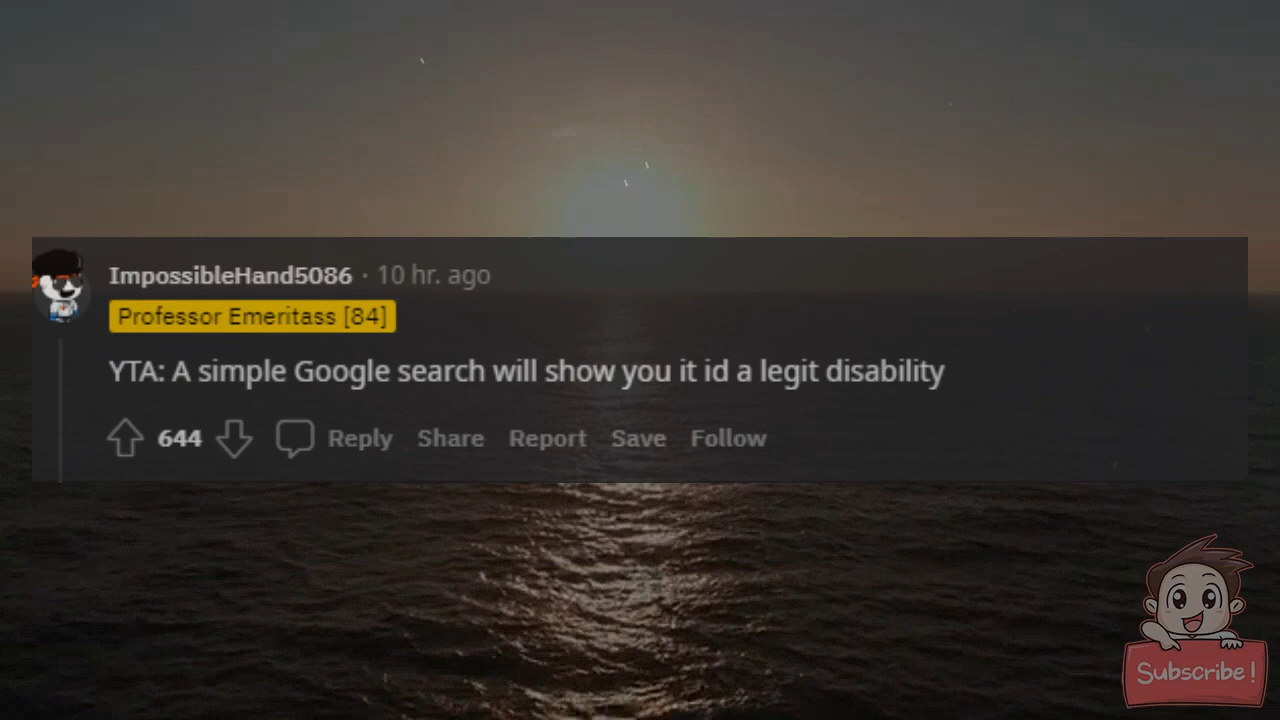 ImpossibleHand5086 · 10 hr. ago
Professor Emeritass [84]
YTA: A simple Google search will show you it id a legit disability
644 Reply Share Report Save Follow
Subscribe!